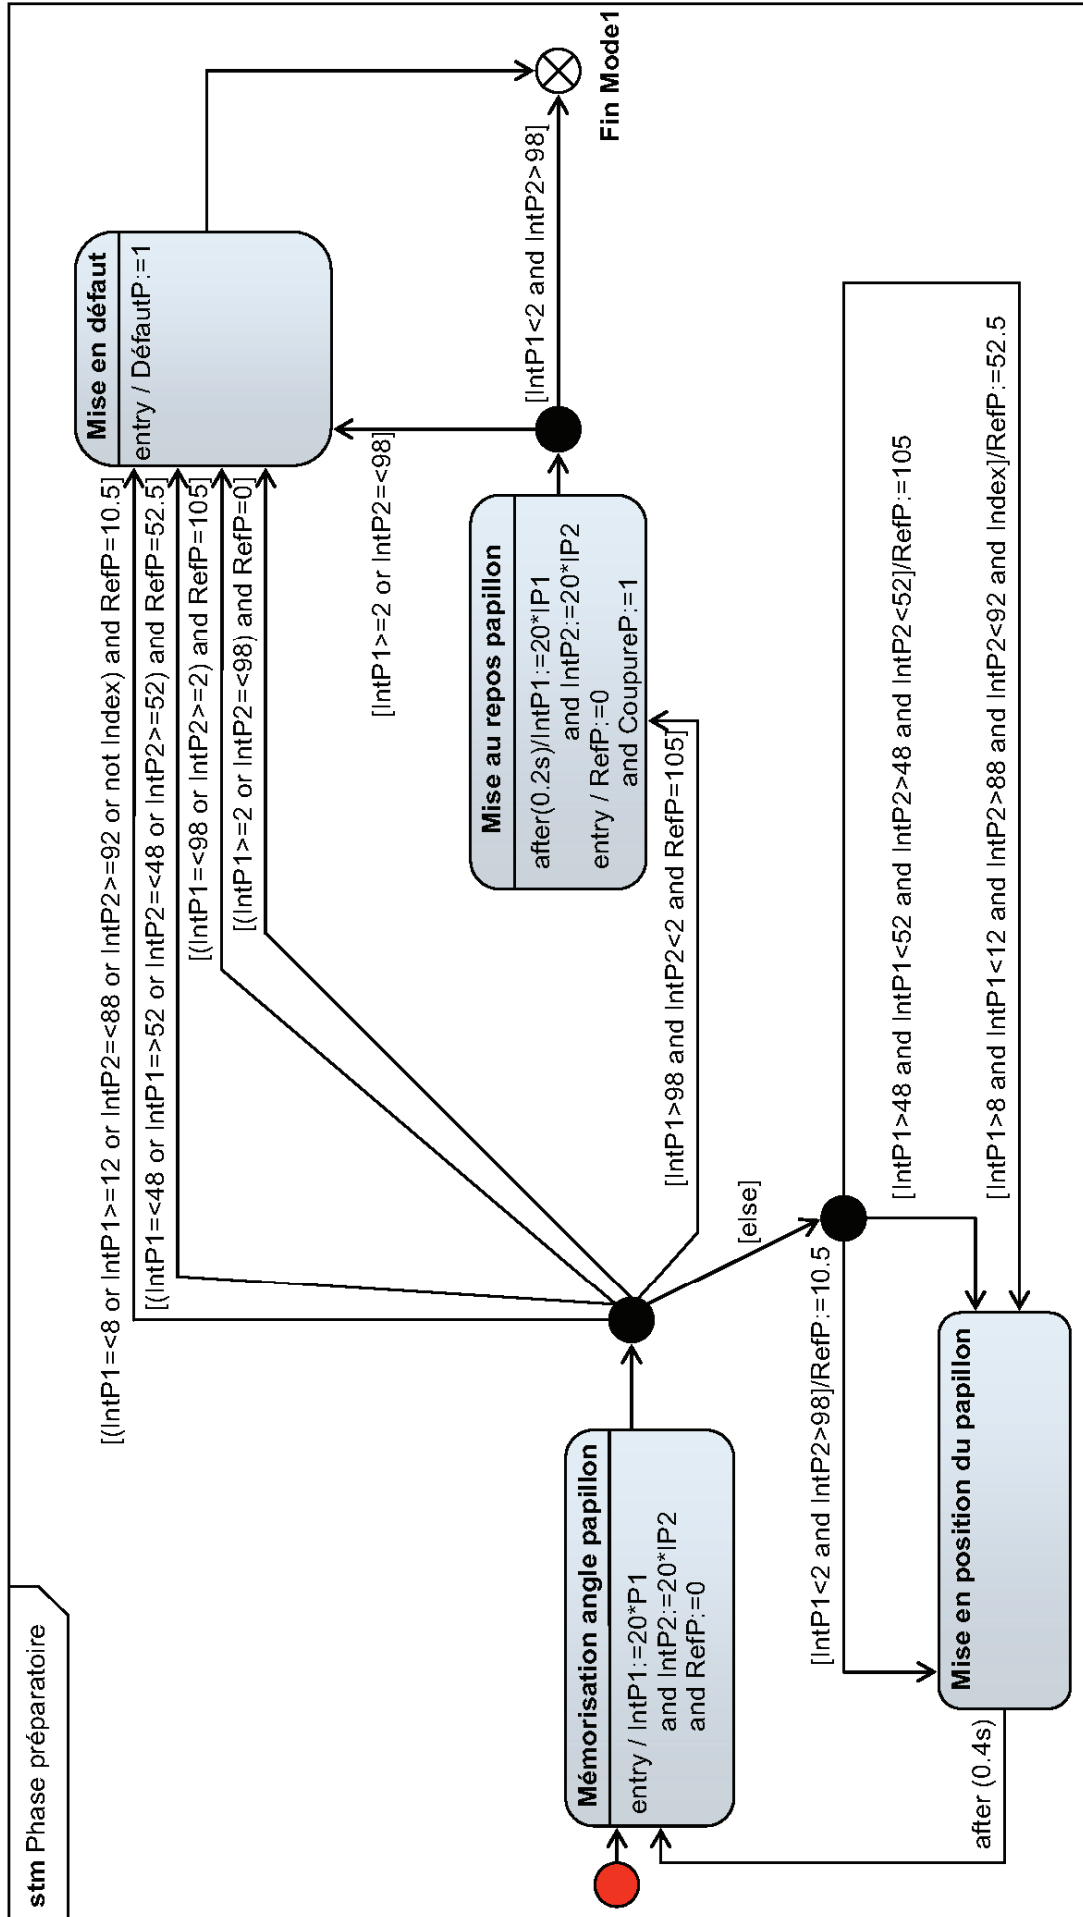 stm Phase préparatoire
Mémorisation angle papillon
entry / IntP1:=20*P1
and IntP2:=20*IP2
and RefP:=0
[(IntP1=<8 or IntP1>=12 or IntP2=<88 or IntP2>=92 or not Index) and RefP=10.5]
[(IntP1=<48 or IntP1=>52 or IntP2=<48 or IntP2>=52) and RefP=52.5]
[(IntP1=<98 or IntP2>=2) and RefP=105]
[(IntP1>=2 or IntP2=<98) and RefP=0]
Mise en défaut
entry / DéfautP:=1
[IntP1>=2 or IntP2=<98]
Mise au repos papillon
after(0.2s)/IntP1:=20*IP1
and IntP2:=20*IP2
entry / RefP:=0
and CoupureP:=1
[IntP1<2 and IntP2>98]
Fin Mode1
[IntP1>98 and IntP2<2 and RefP=105]
[else]
[IntP1<2 and IntP2>98]/RefP:=10.5
[IntP1>48 and IntP1<52 and IntP2>48 and IntP2<52]/RefP:=105
[IntP1>8 and IntP1<12 and IntP2>88 and IntP2<92 and Index]/RefP:=52.5
Mise en position du papillon
after (0.4s)